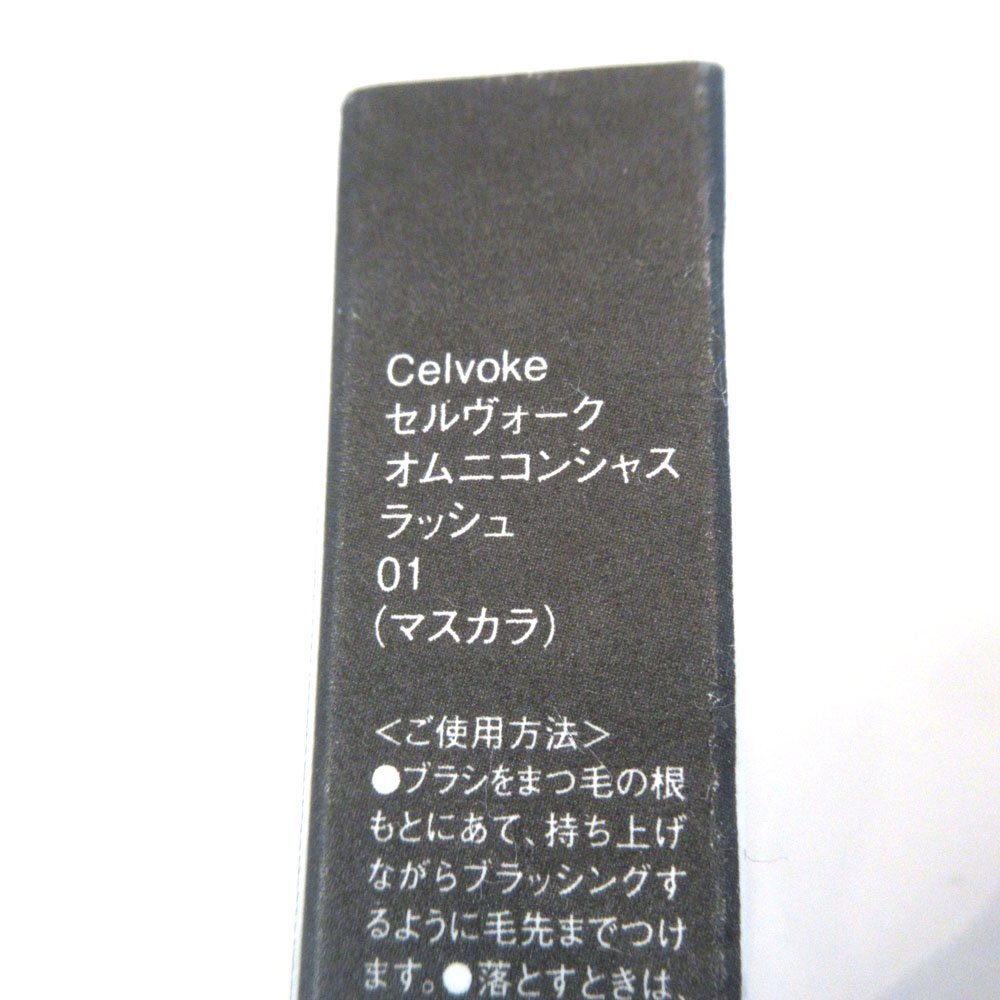 Celvoke
セルヴォーク
オムニコンシャス
ラッシュ
01
(マスカラ)
＜ご使用方法＞
●ブラシをまつ毛の根
もとにあて、持ち上げ
ながらブラッシングす
るように毛先までつけ
ます。●落とすときは、